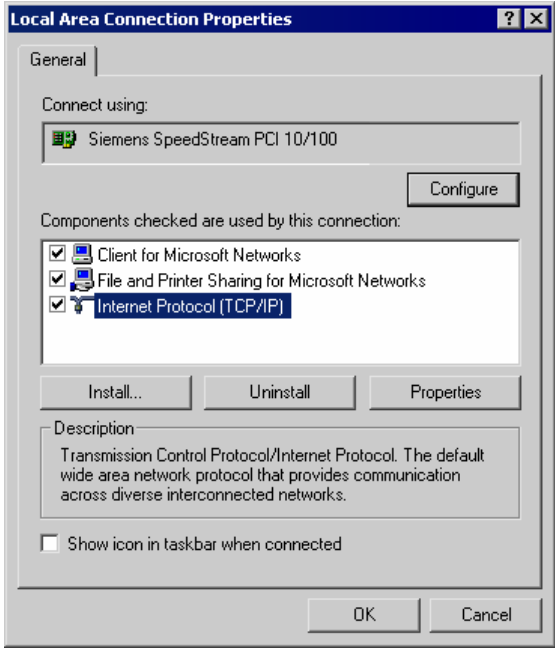 Local Area Connection Properties
General
Connect using:
Siemens SpeedStream PCI 10/100
Configure
Components checked are used by this connection:
Client for Microsoft Networks
File and Printer Sharing for Microsoft Networks
Internet Protocol (TCP/IP)
Install... Uninstall Properties
Description
Transmission Control Protocol/Internet Protocol. The default
wide area network protocol that provides communication
across diverse interconnected networks.
Show icon in taskbar when connected
OK Cancel